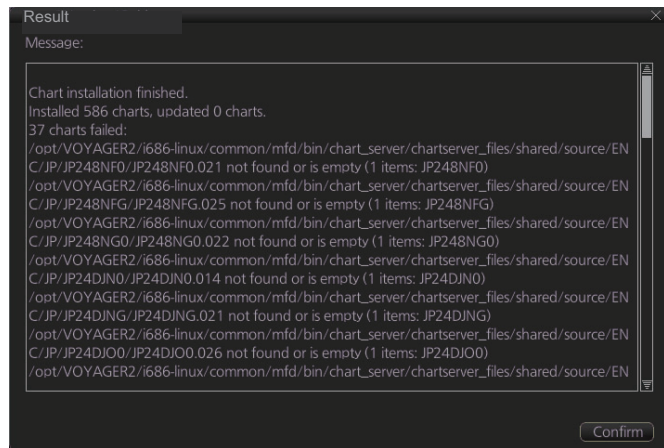 Result
Message:
Chart installation finished.
Installed 586 charts, updated 0 charts.
37 charts failed:
/opt/VOYAGER2/i686-linux/common/mfd/bin/chart_server/chartserver_files/shared/source/EN
C/JP/JP248NF0/JP248NF0.021 not found or is empty (1 items: JP248NF0)
/opt/VOYAGER2/i686-linux/common/mfd/bin/chart_server/chartserver_files/shared/source/EN
C/JP/JP248NFG/JP248NFG.025 not found or is empty (1 items: JP248NFG)
/opt/VOYAGER2/i686-linux/common/mfd/bin/chart_server/chartserver_files/shared/source/EN
C/JP/JP248NG0/JP248NG0.022 not found or is empty (1 items: JP248NG0)
/opt/VOYAGER2/i686-linux/common/mfd/bin/chart_server/chartserver_files/shared/source/EN
C/JP/JP24DJN0/JP24DJN0.014 not found or is empty (1 items: JP24DJN0)
/opt/VOYAGER2/i686-linux/common/mfd/bin/chart_server/chartserver_files/shared/source/EN
C/JP/JP24DJNG/JP24DJNG.021 not found or is empty (1 items: JP24DJNG)
/opt/VOYAGER2/i686-linux/common/mfd/bin/chart_server/chartserver_files/shared/source/EN
C/JP/JP24DJO0/JP24DJO0.026 not found or is empty (1 items: JP24DJO0)
/opt/VOYAGER2/i686-linux/common/mfd/bin/chart_server/chartserver_files/shared/source/EN
Confirm